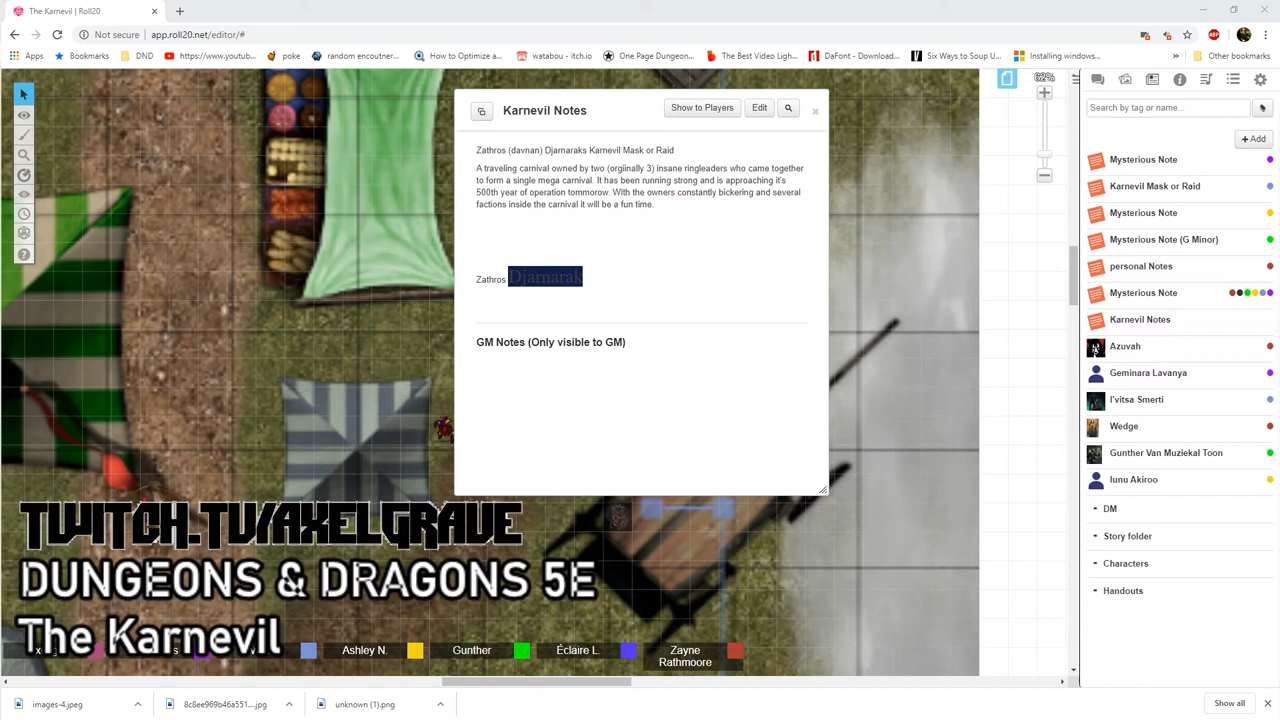 The Karnevil | Roll20
Not secure | app.roll20.net/editor/#
Apps Bookmarks DND https://www.youtub... poke random encoutner... How to Optimize a... watabou - itch.io One Page Dungeon... The Best Video Ligh... DaFont - Download... Six Ways to Soup U... Installing windows... » Other bookmarks
62%
Karnevil Notes
Show to Players
Edit
Zathros (davnan) Djarnaraks Karnevil Mask or Raid
A traveling carnival owned by two (orginally 3) insane ringleaders who came together
to form a single mega carnival. It has been running strong and is approaching it's
500th year of operation tommorow. With the owners constantly bickering and several
factions inside the carnival it will be a fun time.
Zathros Djarnarak
GM Notes (Only visible to GM)
Search by tag or name...
+ Add
Mysterious Note
Karnevil Mask or Raid
Mysterious Note
Mysterious Note (G Minor)
personal Notes
Mysterious Note
Karnevil Notes
Azuvah
Geminara Lavanya
I'vitsa Smerti
Wedge
Gunther Van Muziekal Toon
Iunu Akiroo
DM
Story folder
Characters
Handouts
TWITCH.TV/AXELGRAVE
DUNGEONS & DRAGONS 5E
The Karnevil
Ashley N.
Gunther
Éclaire L.
Zayne
Rathmoore
images-4.jpeg
8c8ee969b46a551....jpg
unknown (1).png
Show all